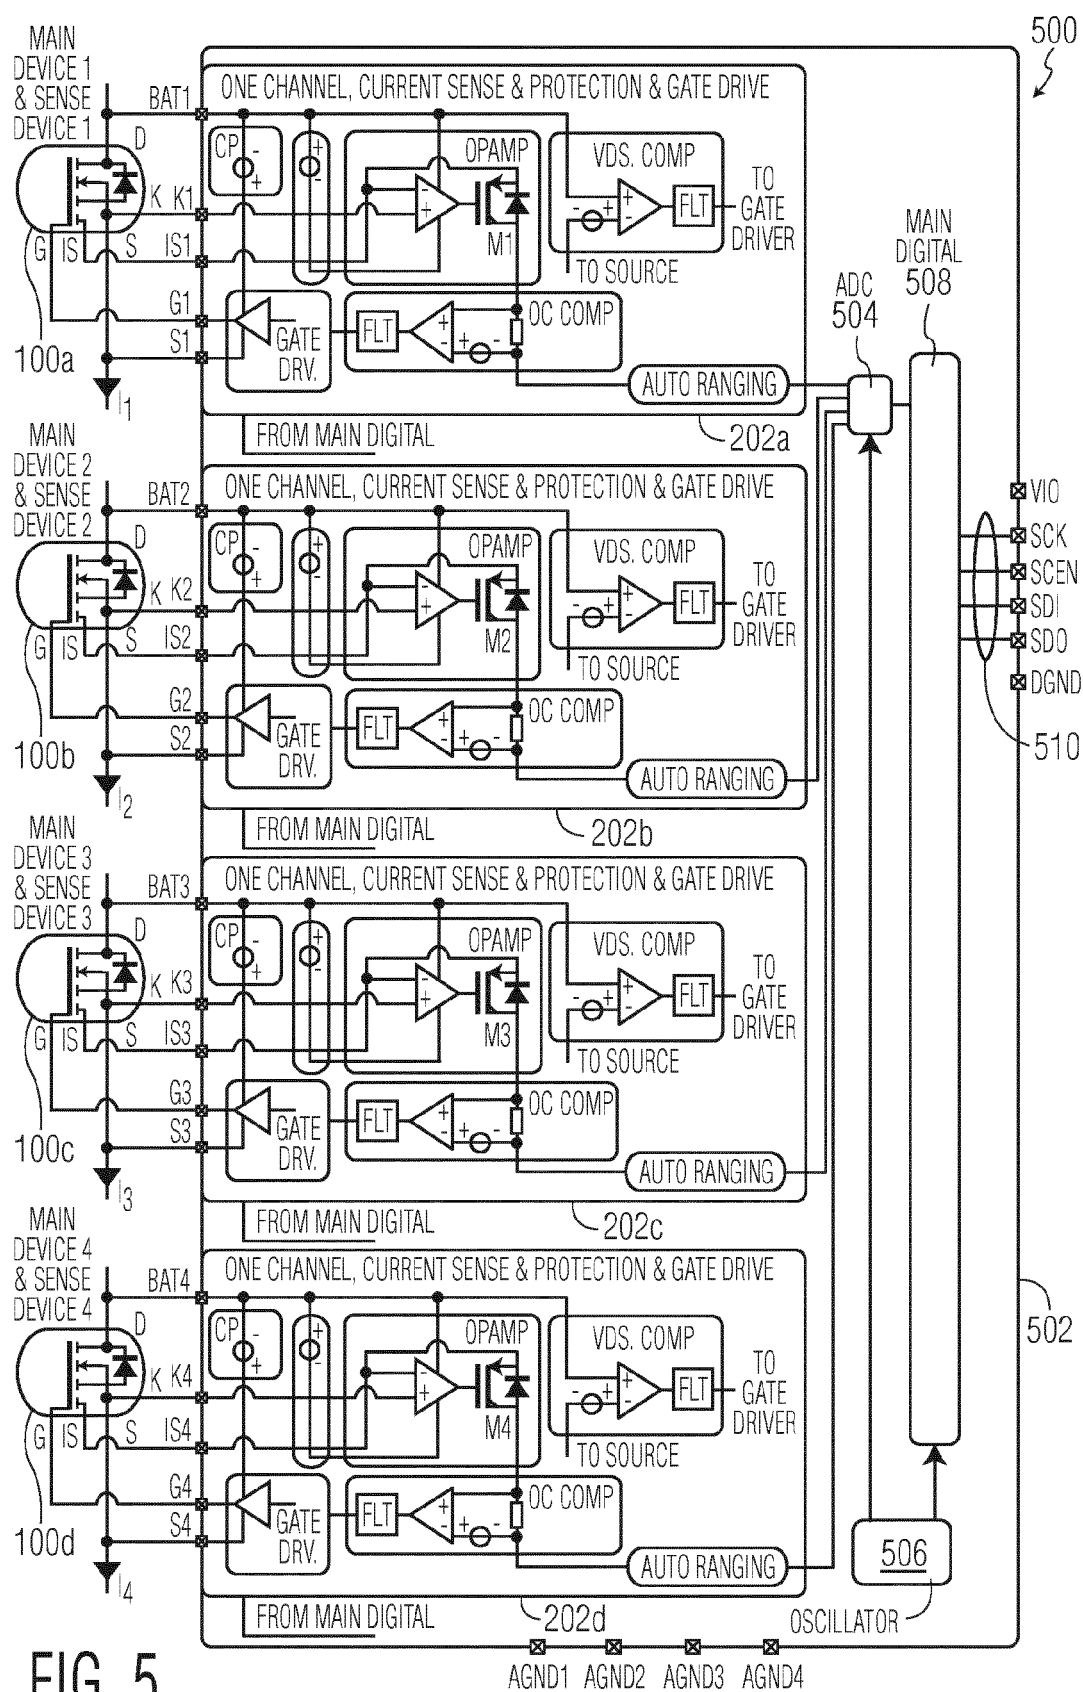 500
MAIN
DEVICE 1
& SENSE
DEVICE 1
BAT1
ONE CHANNEL, CURRENT SENSE & PROTECTION & GATE DRIVE
D
CP
-
+
+
-
OPAMP
-
+
M1
VDS. COMP
+
-
- +
FLT
TO
GATE
DRIVER
TO SOURCE
K K1
G IS S
IS1
G1
S1
100a
I1
GATE
DRV.
FLT
+
-
+ -
OC COMP
AUTO RANGING
202a
FROM MAIN DIGITAL
ADC
504
MAIN
DIGITAL
508
MAIN
DEVICE 2
& SENSE
DEVICE 2
BAT2
ONE CHANNEL, CURRENT SENSE & PROTECTION & GATE DRIVE
D
CP
-
+
+
-
OPAMP
-
+
M2
VDS. COMP
+
-
- +
FLT
TO
GATE
DRIVER
TO SOURCE
K K2
G IS S
IS2
G2
S2
100b
I2
GATE
DRV.
FLT
+
-
+ -
OC COMP
AUTO RANGING
202b
FROM MAIN DIGITAL
VIO
SCK
SCEN
SDI
SDO
DGND
510
MAIN
DEVICE 3
& SENSE
DEVICE 3
BAT3
ONE CHANNEL, CURRENT SENSE & PROTECTION & GATE DRIVE
D
CP
-
+
+
-
OPAMP
-
+
M3
VDS. COMP
+
-
- +
FLT
TO
GATE
DRIVER
TO SOURCE
K K3
G IS S
IS3
G3
S3
100c
I3
GATE
DRV.
FLT
+
-
+ -
OC COMP
AUTO RANGING
202c
FROM MAIN DIGITAL
MAIN
DEVICE 4
& SENSE
DEVICE 4
BAT4
ONE CHANNEL, CURRENT SENSE & PROTECTION & GATE DRIVE
D
CP
-
+
+
-
OPAMP
-
+
M4
VDS. COMP
+
-
- +
FLT
TO
GATE
DRIVER
TO SOURCE
K K4
G IS S
IS4
G4
S4
100d
I4
GATE
DRV.
FLT
+
-
+ -
OC COMP
AUTO RANGING
202d
FROM MAIN DIGITAL
502
506
OSCILLATOR
AGND1 AGND2 AGND3 AGND4
FIG. 5